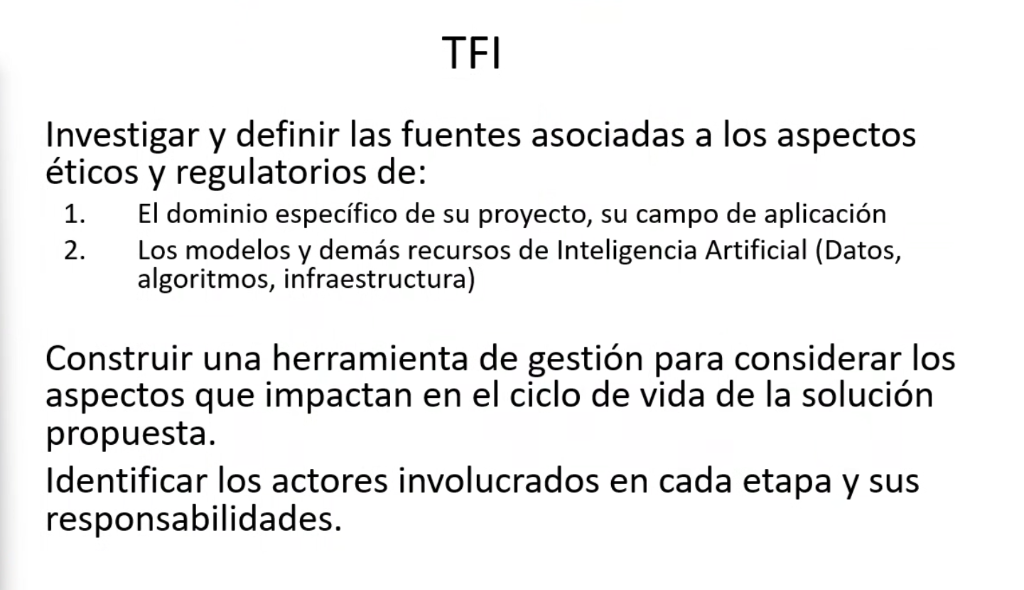 TFI
Investigar y definir las fuentes asociadas a los aspectos
éticos y regulatorios de:
1. El dominio específico de su proyecto, su campo de aplicación
2. Los modelos y demás recursos de Inteligencia Artificial (Datos,
algoritmos, infraestructura)
Construir una herramienta de gestión para considerar los
aspectos que impactan en el ciclo de vida de la solución
propuesta.
Identificar los actores involucrados en cada etapa y sus
responsabilidades.